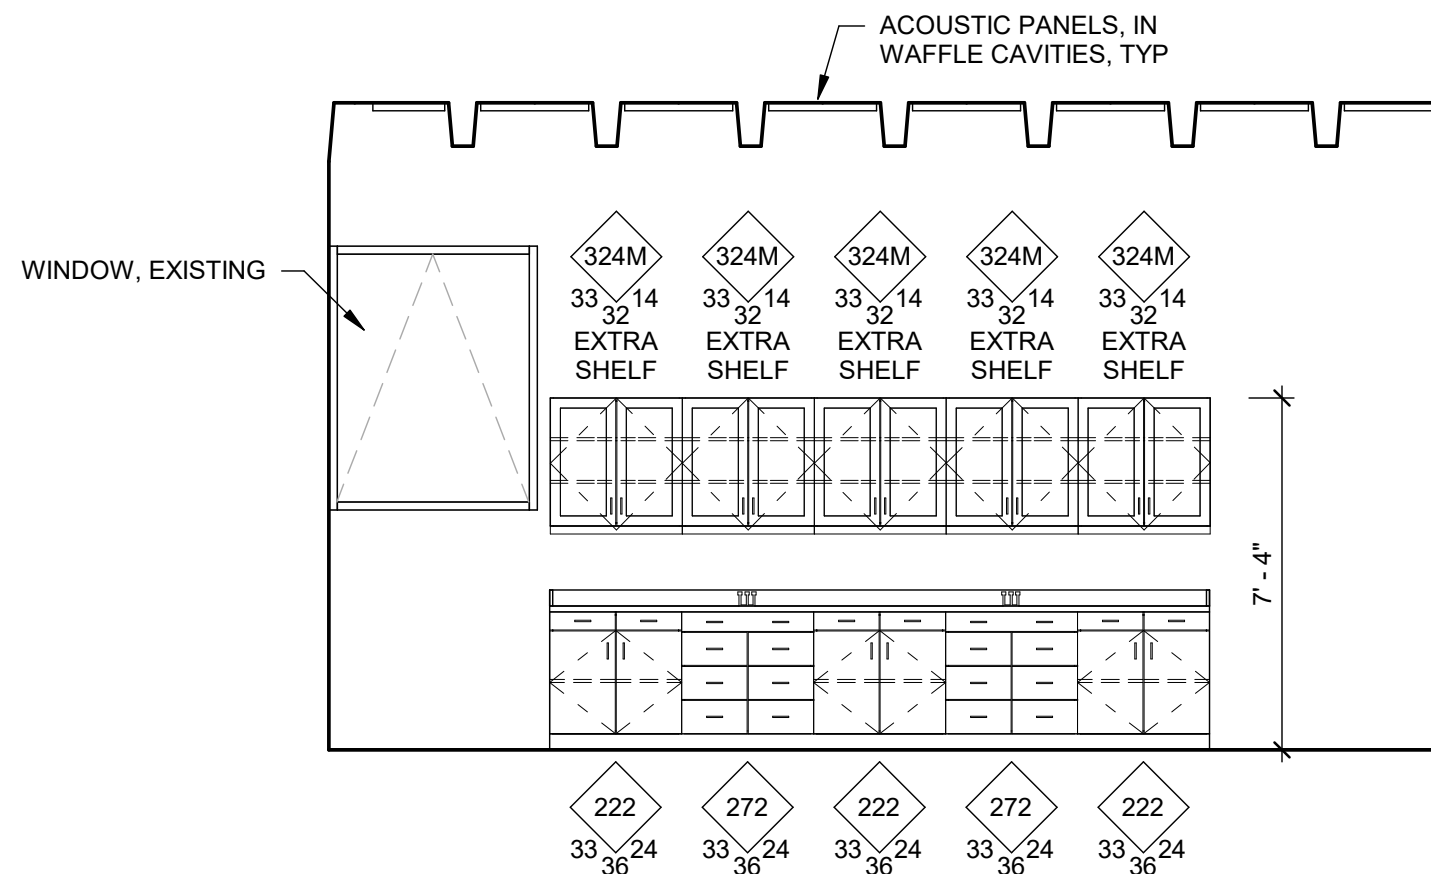 ACOUSTIC PANELS, IN
WAFFLE CAVITIES, TYP
WINDOW, EXISTING
324M 324M 324M 324M 324M
33 14 33 14 33 14 33 14 33 14
32 32 32 32 32
EXTRA EXTRA EXTRA EXTRA EXTRA
SHELF SHELF SHELF SHELF SHELF
7' - 4"
222 272 222 272 222
33 24 33 24 33 24 33 24 33 24
36 36 36 36 36